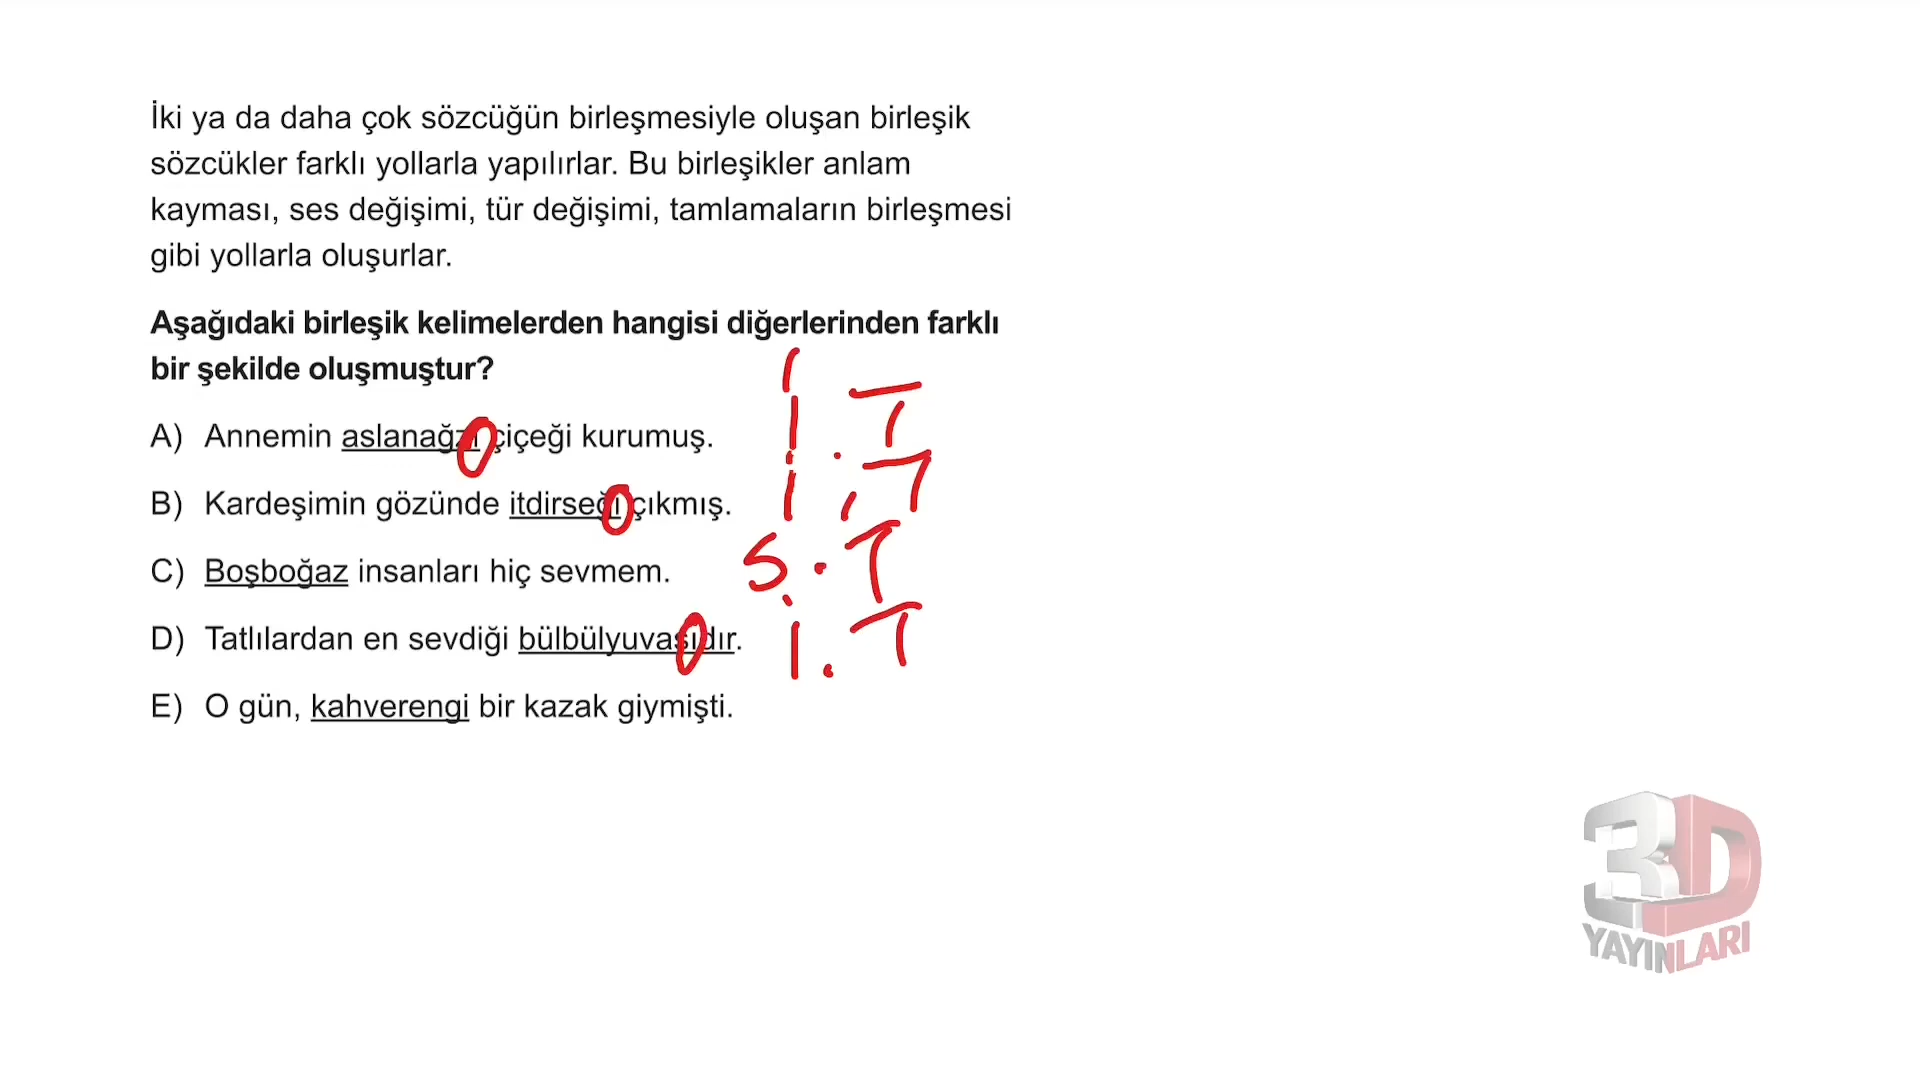 İki ya da daha çok sözcüğün birleşmesiyle oluşan birleşik
sözcükler farklı yollarla yapılırlar. Bu birleşikler anlam
kayması, ses değişimi, tür değişimi, tamlamaların birleşmesi
gibi yollarla oluşurlar.
Aşağıdaki birleşik kelimelerden hangisi diğerlerinden farklı
bir şekilde oluşmuştur?
A) Annemin aslanağzı çiçeği kurumuş.
B) Kardeşimin gözünde itdirseği çıkmış.
C) Boşboğaz insanları hiç sevmem.
S.T
D) Tatlılardan en sevdiği bülbülyuvasıdır.
İ.T
E) O gün, kahverengi bir kazak giymişti.
3D
YAYINLARI